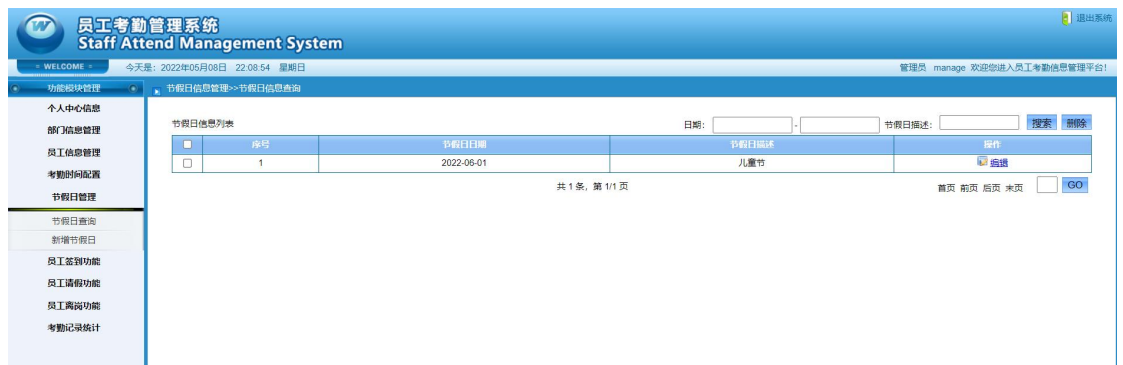 员工考勤管理系统
Staff Attend Management System
退出系统
WELCOME
今天是: 2022年05月08日 22:08:54 星期日
管理员 manage 欢迎您进入员工考勤信息管理平台!
功能模块管理
节假日信息管理>>节假日信息查询
个人中心信息
部门信息管理
员工信息管理
考勤时间配置
节假日管理
节假日查询
新增节假日
员工签到功能
员工请假功能
员工离岗功能
考勤记录统计
节假日信息列表
日期: - 节假日描述: 搜索 删除
序号 节假日日期 节假日描述 操作
1 2022-06-01 儿童节 编辑
共 1 条, 第 1/1 页
首页 前页 后页 末页 GO